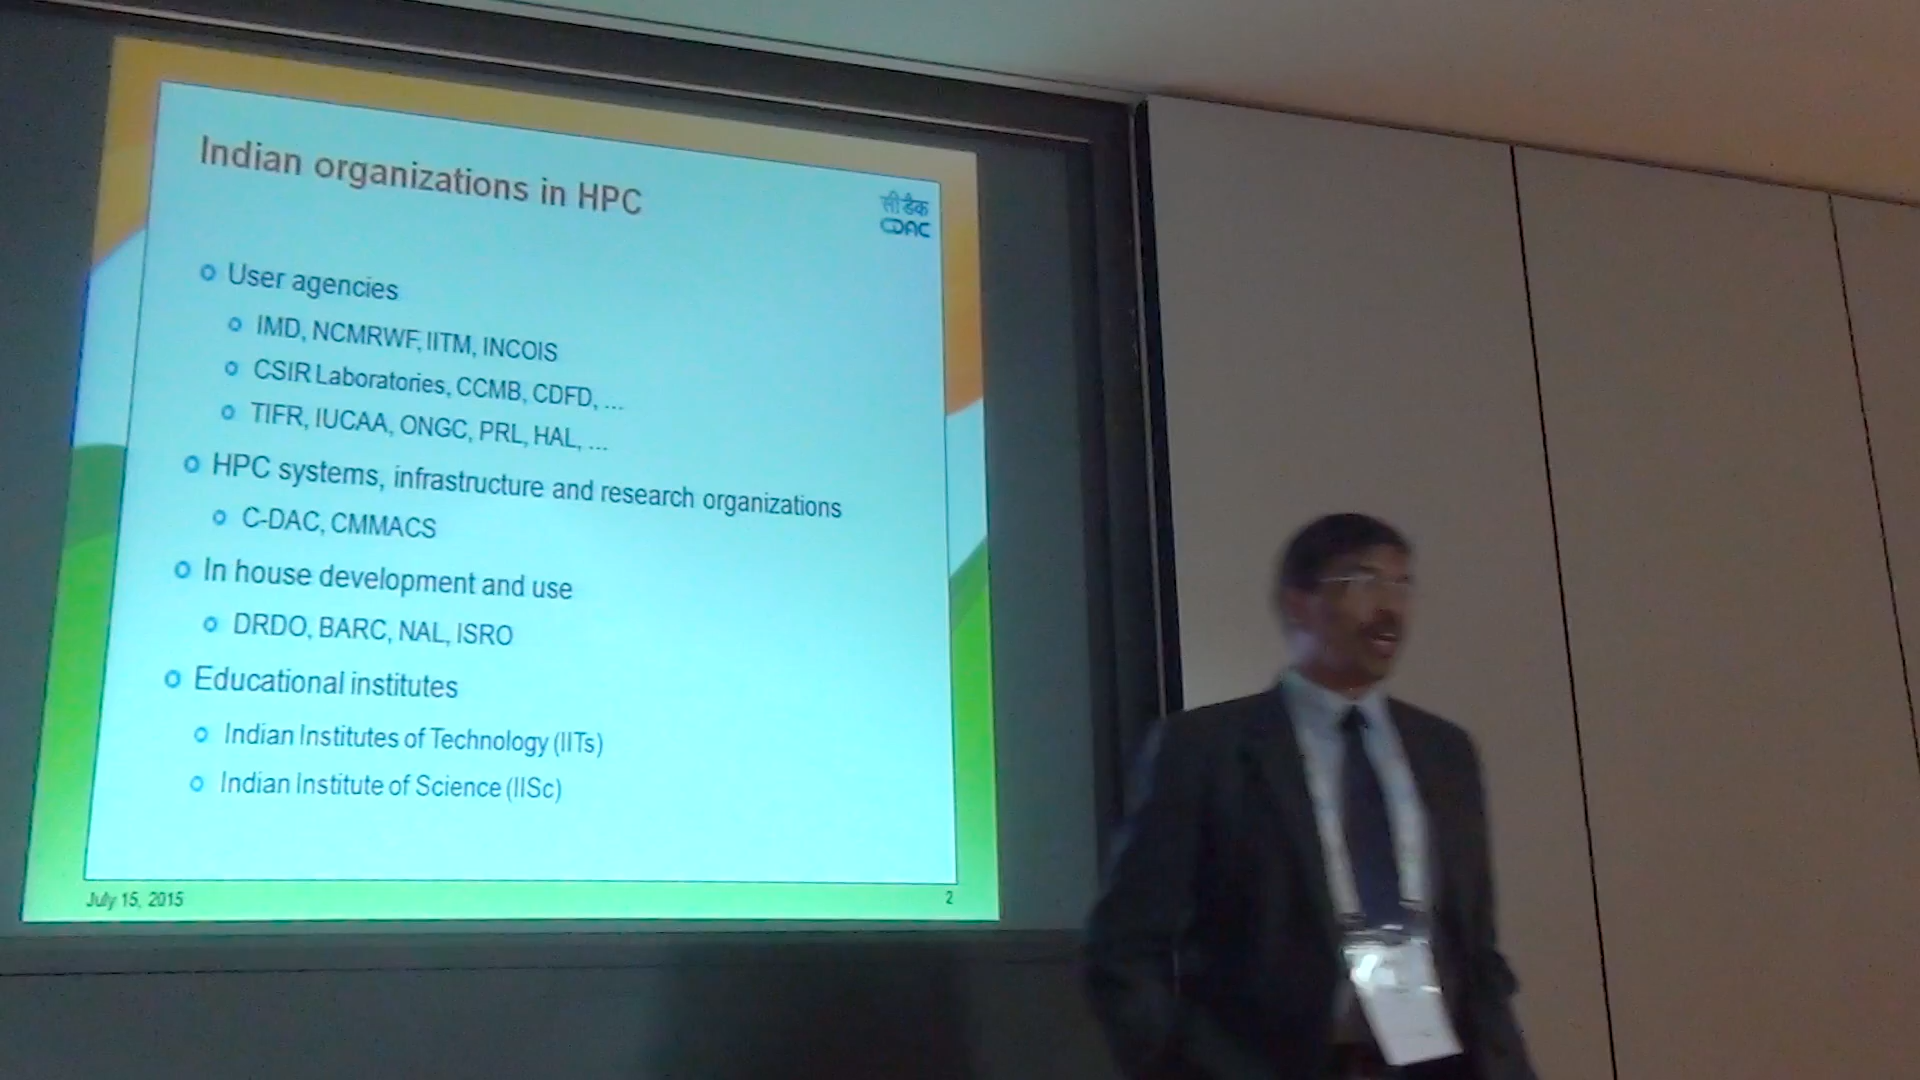 Indian organizations in HPC
सी डैक
CDAC
User agencies
IMD, NCMRWF, IITM, INCOIS
CSIR Laboratories, CCMB, CDFD, ...
TIFR, IUCAA, ONGC, PRL, HAL, ...
HPC systems, infrastructure and research organizations
C-DAC, CMMACS
In house development and use
DRDO, BARC, NAL, ISRO
Educational institutes
Indian Institutes of Technology (IITs)
Indian Institute of Science (IISc)
July 15, 2015
2